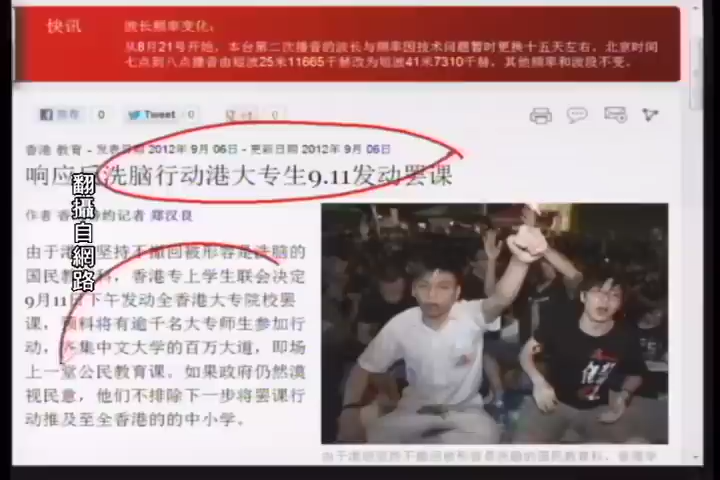 快讯
波长频率变化：
从8月21号开始，本台第二次播音的波长与频率因技术问题暂时更换十五天左右，北京时间
七点到八点播音由短波25米11665千赫改为短波41米7310千赫，其他频率和波段不变。
0
Tweet 0
+1 0
香港 教育 - 发表日期 2012年 9月 06日 - 更新日期 2012年 9月 06日
响应反洗脑行动港大专生9.11发动罢课
作者 香 特约记者 郑汉良
由于港 坚持不撤回被形容是洗脑的
国民教 科，香港专上学生联会决定
9月11日下午发动全香港大专院校罢
课，预料将有逾千名大专师生参加行
动，齐集中文大学的百万大道，即场
上一堂公民教育课。如果政府仍然漠
视民意，他们不排除下一步将罢课行
动推及至全香港的的中小学。
翻攝自網路